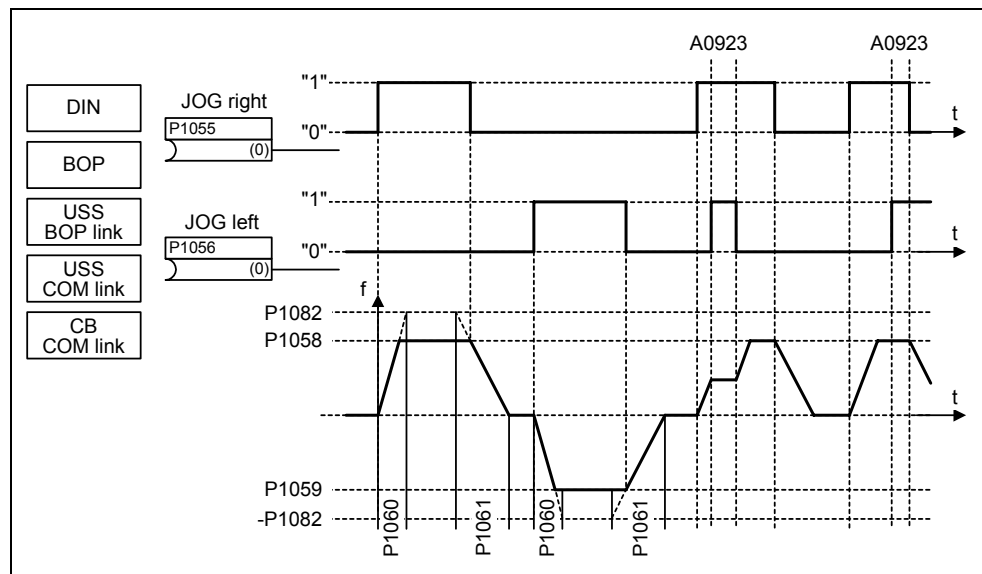 A0923
A0923
DIN
BOP
USS
BOP link
USS
COM link
CB
COM link
JOG right
P1055
(0)
"1"
"0"
t
JOG left
P1056
(0)
"1"
"0"
t
f
P1082
P1058
t
P1059
-P1082
P1060
P1061
P1060
P1061